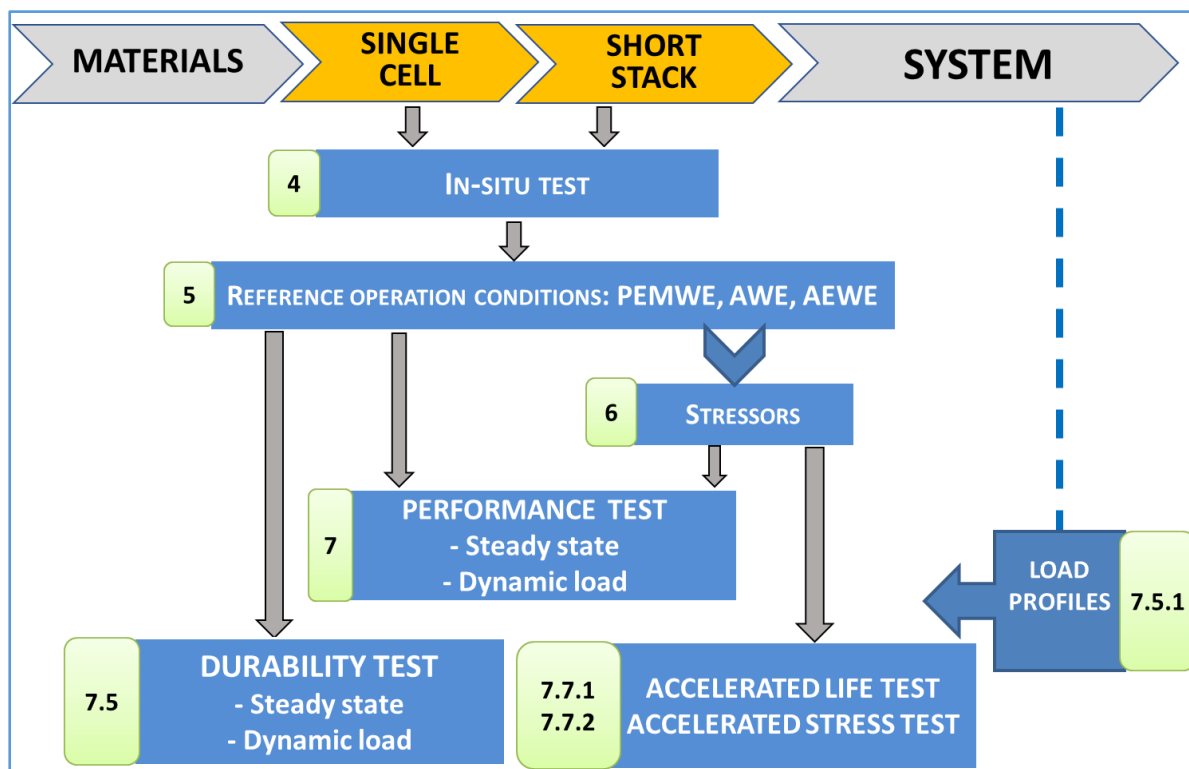 MATERIALS
SINGLE
CELL
SHORT
STACK
SYSTEM
4
IN-SITU TEST
5
REFERENCE OPERATION CONDITIONS: PEMWE, AWE, AEWE
6
STRESSORS
7
PERFORMANCE TEST
- Steady state
- Dynamic load
LOAD
PROFILES
7.5.1
7.5
DURABILITY TEST
- Steady state
- Dynamic load
7.7.1
7.7.2
ACCELERATED LIFE TEST
ACCELERATED STRESS TEST